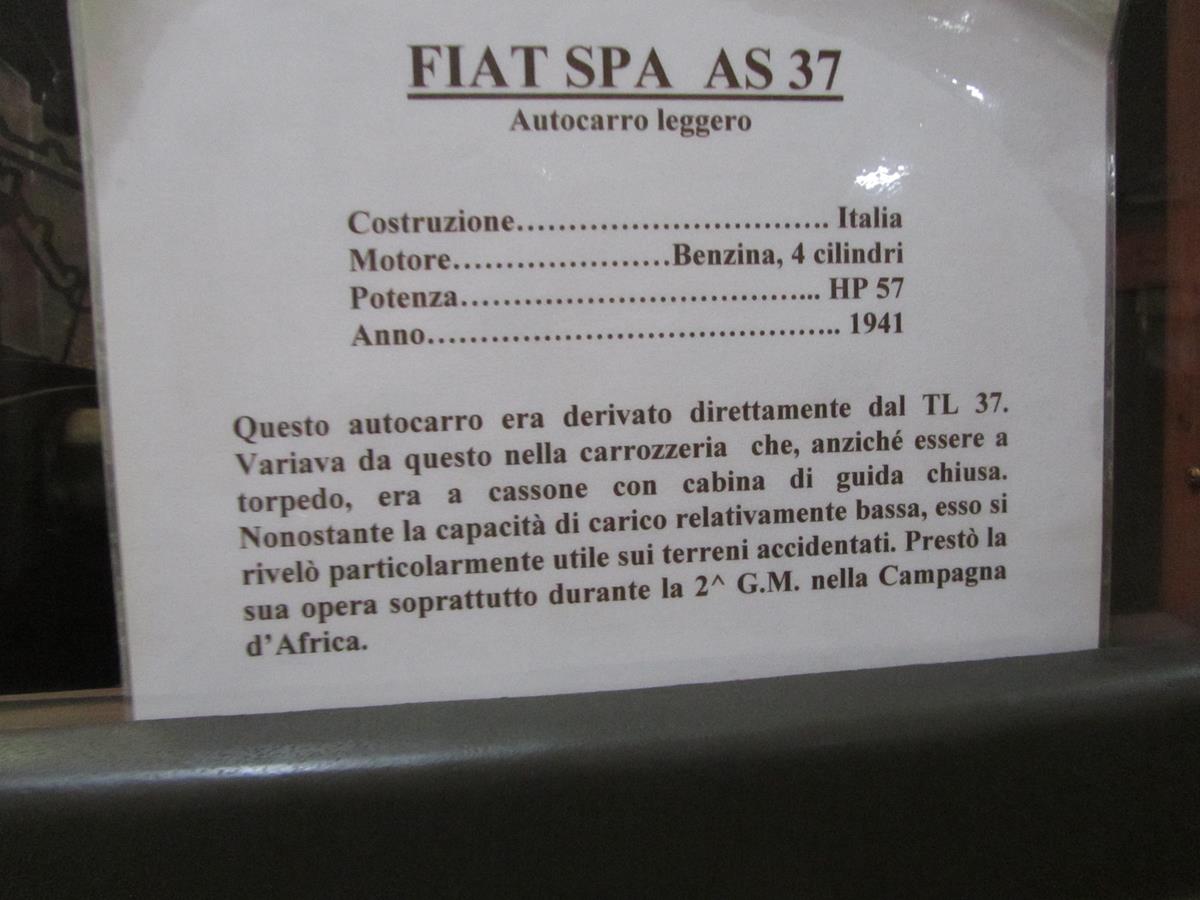 FIAT SPA AS 37
Autocarro leggero
Costruzione................................. Italia
Motore.....................Benzina, 4 cilindri
Potenza.................................... HP 57
Anno........................................ 1941
Questo autocarro era derivato direttamente dal TL 37.
Variava da questo nella carrozzeria che, anziché essere a
torpedo, era a cassone con cabina di guida chiusa.
Nonostante la capacità di carico relativamente bassa, esso si
rivelò particolarmente utile sui terreni accidentati. Prestò la
sua opera soprattutto durante la 2^ G.M. nella Campagna
d’Africa.